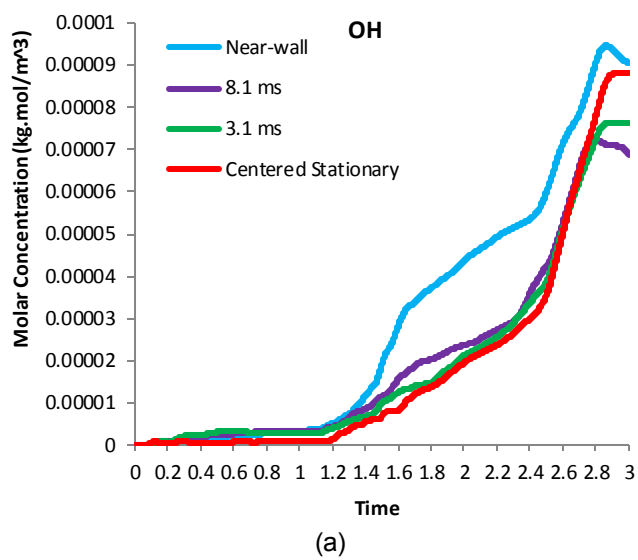 OH
Near-wall
8.1 ms
3.1 ms
Centered Stationary
Molar Concentration (kg.mol/m^3)
0.0001
0.00009
0.00008
0.00007
0.00006
0.00005
0.00004
0.00003
0.00002
0.00001
0
0 0.2 0.4 0.6 0.8 1 1.2 1.4 1.6 1.8 2 2.2 2.4 2.6 2.8 3
Time
(a)